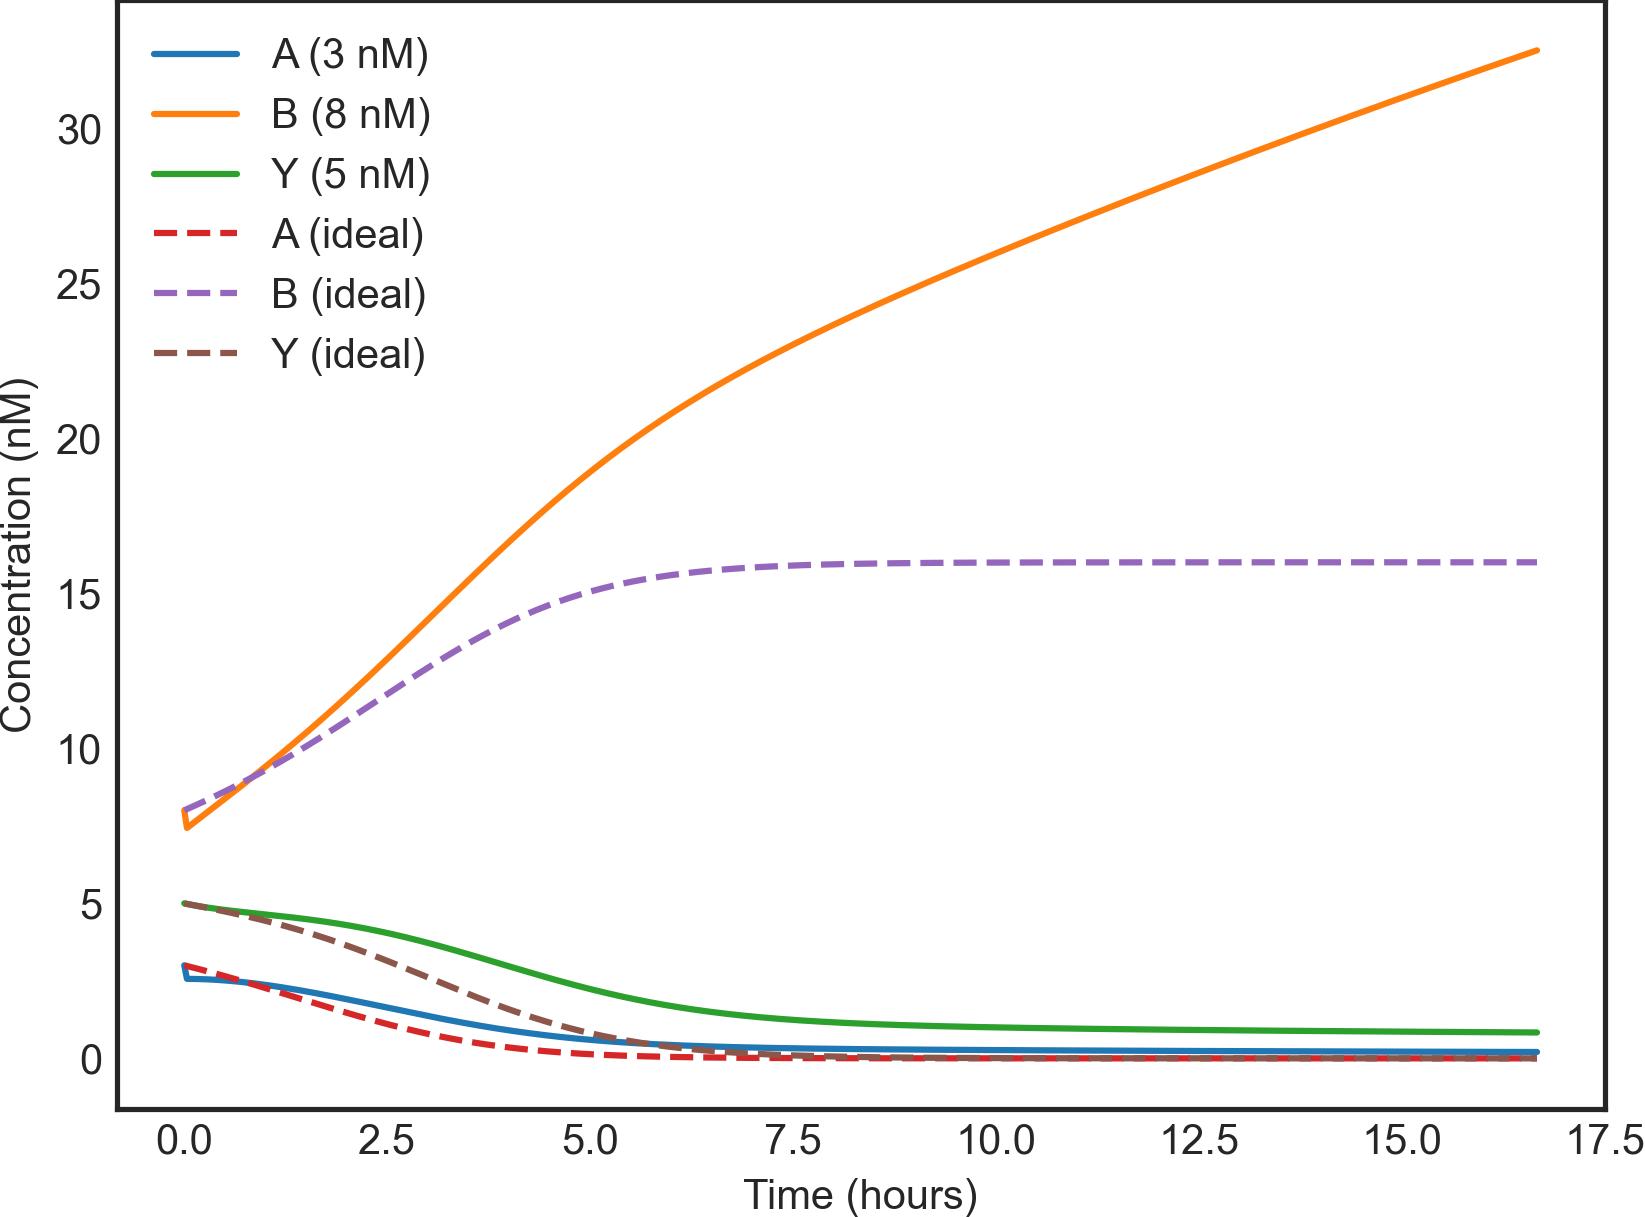 A (3 nM)
B (8 nM)
Y (5 nM)
A (ideal)
B (ideal)
Y (ideal)
Concentration (nM)
30
25
20
15
10
5
0
0.0 2.5 5.0 7.5 10.0 12.5 15.0 17.5
Time (hours)